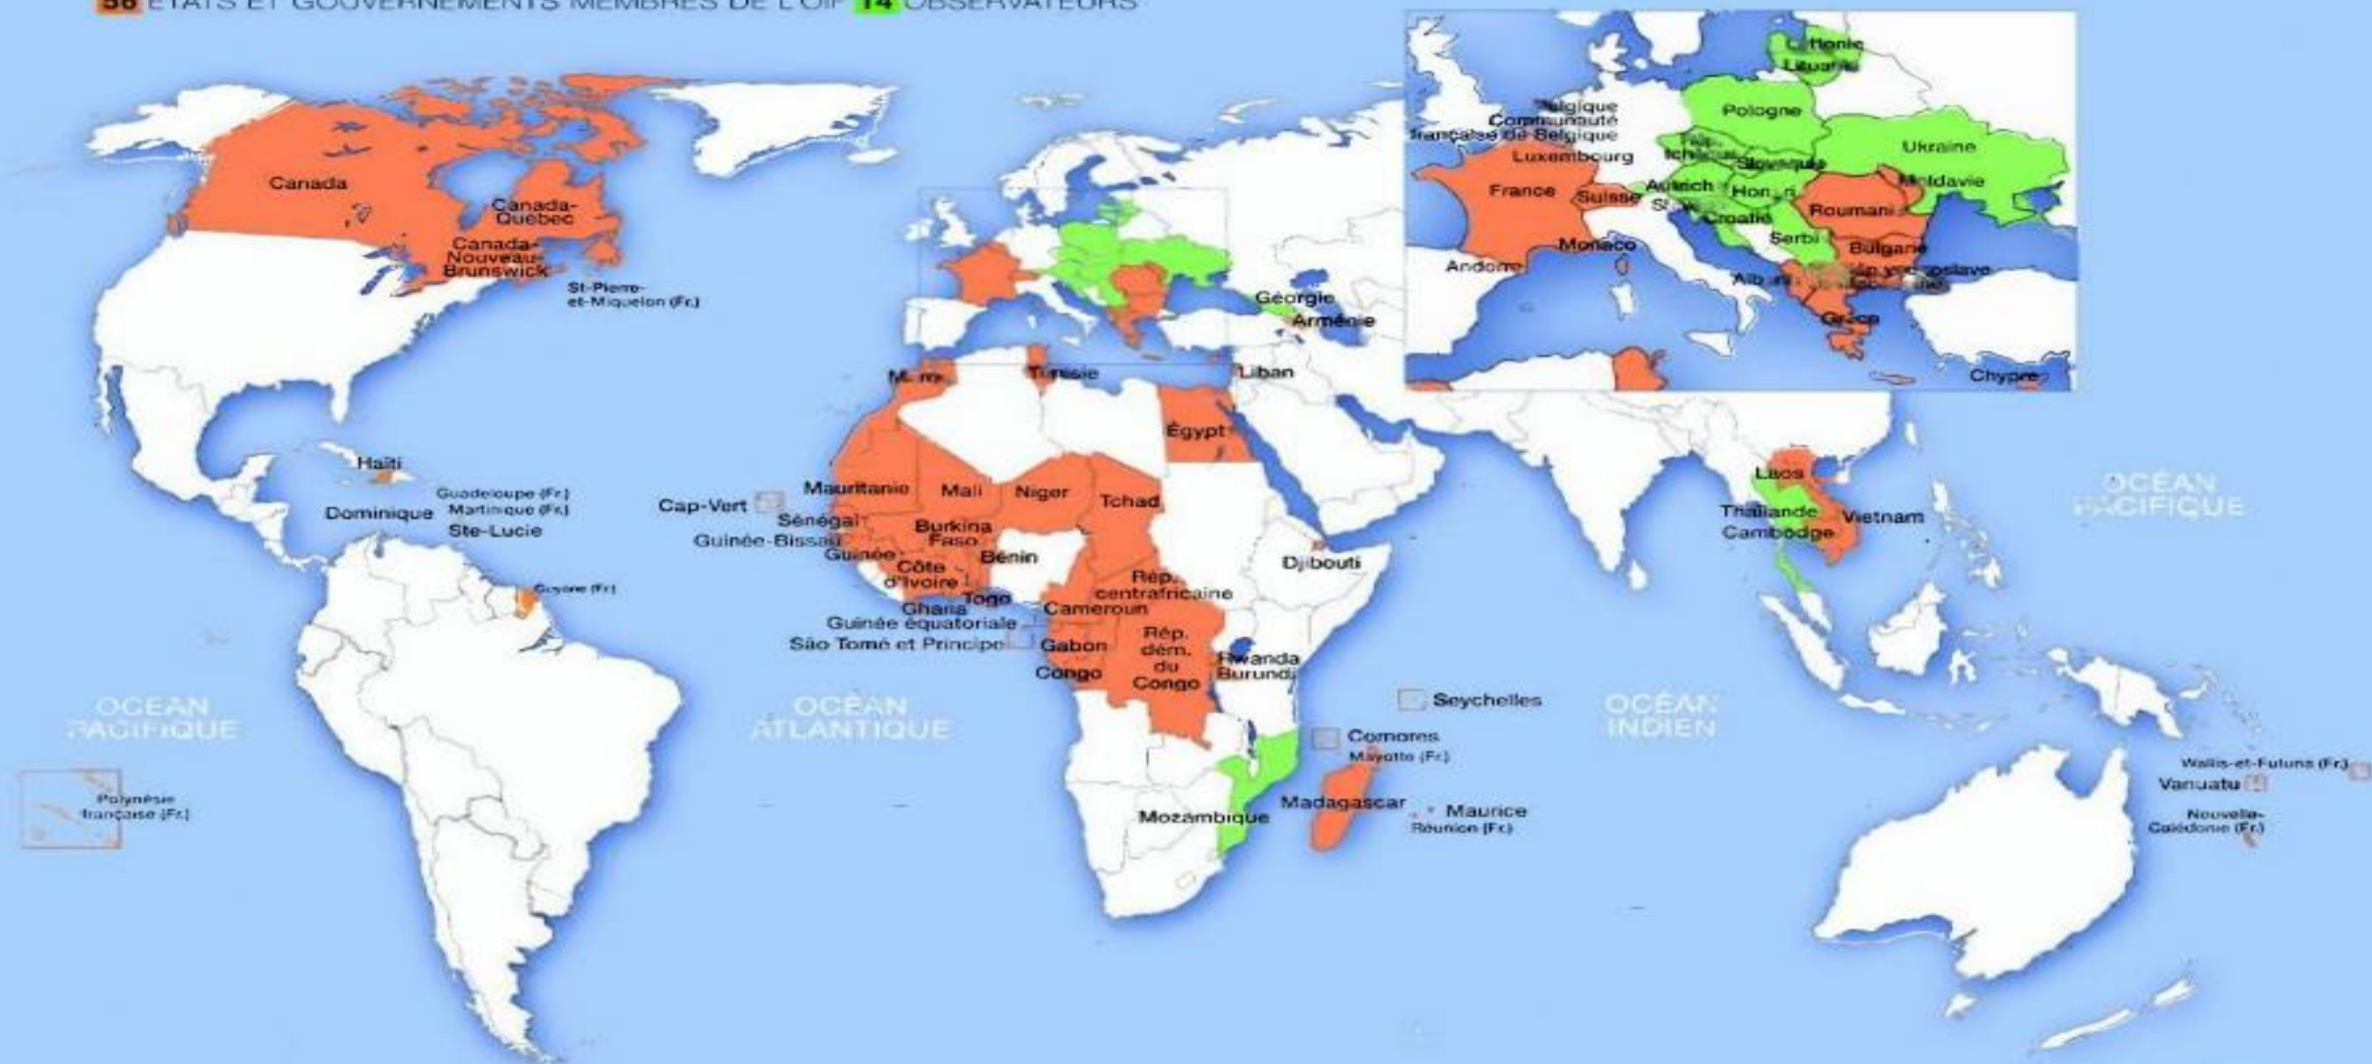 56 ÉTATS ET GOUVERNEMENTS MEMBRES DE L'OIF 14 OBSERVATEURS
Canada
Canada-
Québec
Canada-
Nouveau-
Brunswick
St-Pierre-
et-Miquelon (Fr.)
Haïti
Dominique
Guadeloupe (Fr.)
Martinique (Fr.)
Ste-Lucie
Guyane (Fr.)
OCÉAN
PACIFIQUE
Polynésie
française (Fr.)
OCÉAN
ATLANTIQUE
Géorgie
Arménie
Tunisie
Liban
Égypte
Mauritanie
Mali
Niger
Tchad
Cap-Vert
Sénégal
Guinée-Bissau
Guinée
Burkina
Faso
Bénin
Côte
d'Ivoire
Togo
Ghana
Cameroun
Rép.
centrafricaine
Djibouti
Guinée équatoriale
São Tomé et Principe
Gabon
Congo
Rép.
dém.
du
Congo
Rwanda
Burundi
Seychelles
Comores
Mayotte (Fr.)
Mozambique
Madagascar
Maurice
Réunion (Fr.)
OCÉAN
INDIEN
Laos
Thaïlande
Cambodge
Vietnam
OCÉAN
PACIFIQUE
Wallis-et-Futuna (Fr.)
Vanuatu
Nouvelle-
Calédonie (Fr.)
Lituanie
Belgique
Communauté
française de Belgique
Luxembourg
France
Suisse
Monaco
Andorre
Pologne
Ukraine
Slovaquie
Moldavie
Croatie
Roumanie
Bulgarie
Grèce
Chypre